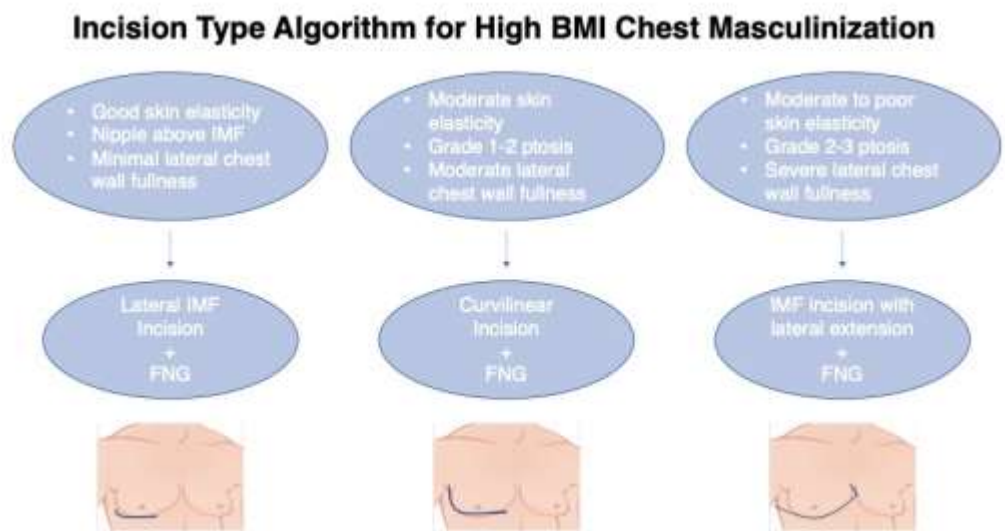 Incision Type Algorithm for High BMI Chest Masculinization
• Good skin elasticity
• Nipple above IMF
• Minimal lateral chest
wall fullness
• Moderate skin
elasticity
• Grade 1-2 ptosis
• Moderate lateral
chest wall fullness
• Moderate to poor
skin elasticity
• Grade 2-3 ptosis
• Severe lateral chest
wall fullness
Lateral IMF
Incision
+
FNG
Curvilinear
Incision
+
FNG
IMF incision with
lateral extension
+
FNG